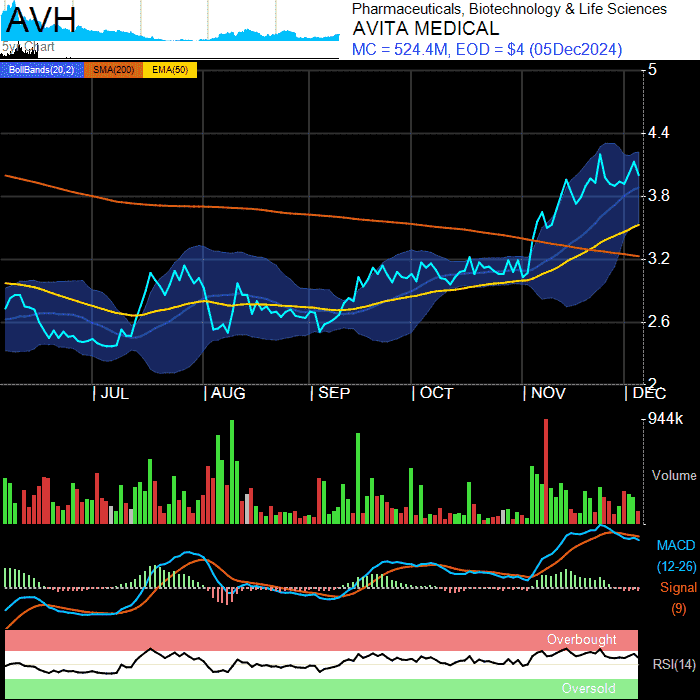 AVH
Pharmaceuticals, Biotechnology & Life Sciences
AVITA MEDICAL
5yr Chart
MC = 524.4M, EOD = $4 (05Dec2024)
BollBands(20,2) SMA(200) EMA(50)
5
4.4
3.8
3.2
2.6
2
JUL AUG SEP OCT NOV DEC
944k
Volume
MACD
(12-26)
Signal
(9)
Overbought
RSI(14)
Oversold